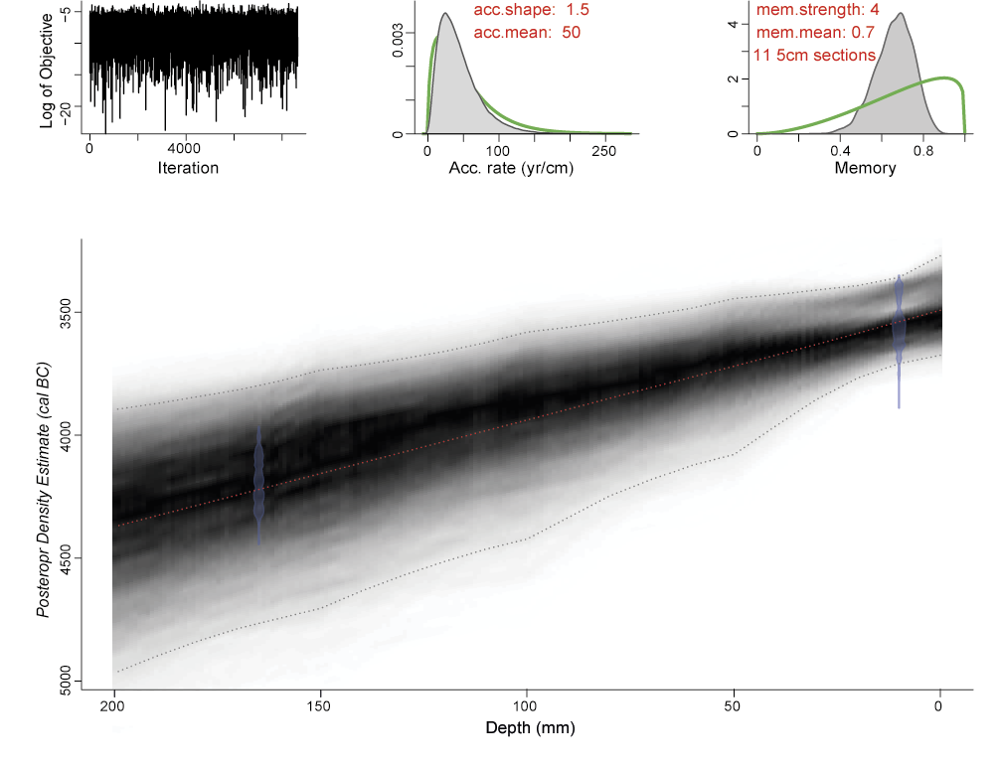 Log of Objective
-5
-20
0
4000
Iteration
acc.shape: 1.5
acc.mean: 50
0.003
0
0
100
250
Acc. rate (yr/cm)
mem.strength: 4
mem.mean: 0.7
11 5cm sections
4
2
0
0
0.4
0.8
Memory
Posteropr Density Estimate (cal BC)
3500
4000
4500
5000
200
150
100
50
0
Depth (mm)